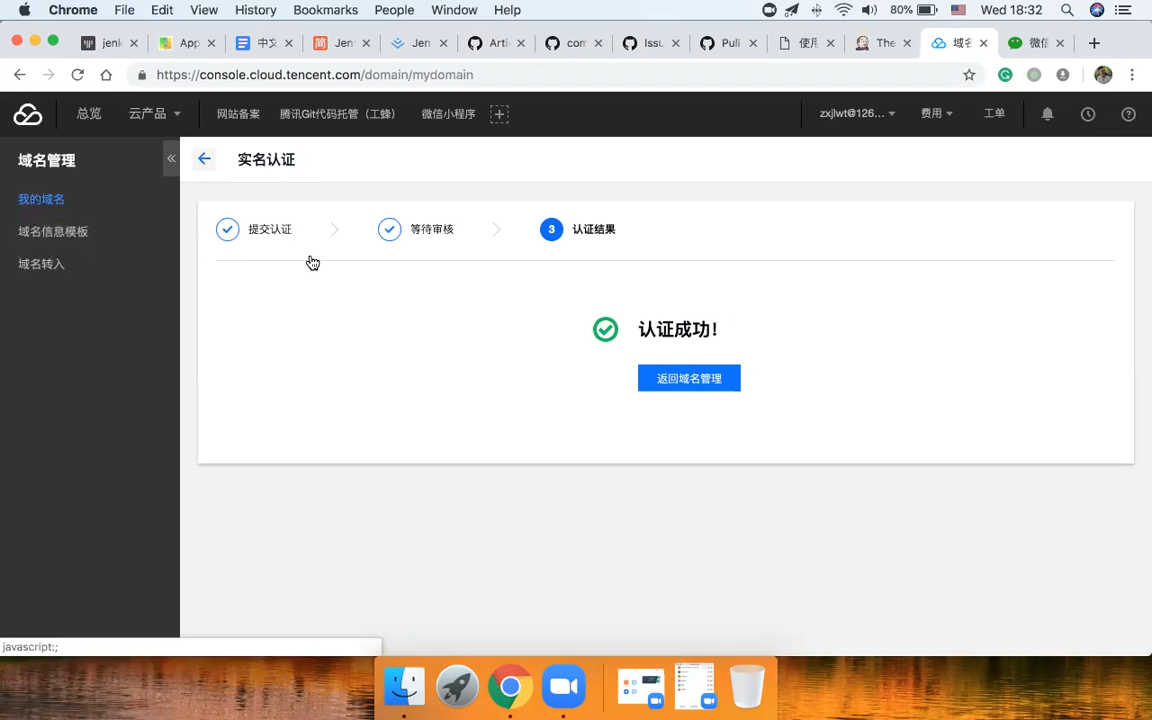 Chrome File Edit View History Bookmarks People Window Help 80% Wed 18:32
jenk App 中文 Jen Jen Artic com Issu Pull 使用 The 域名 微信
https://console.cloud.tencent.com/domain/mydomain
总览 云产品 网站备案 腾讯Git代码托管（工蜂） 微信小程序 zxjlwt@126... 费用 工单
域名管理
我的域名
域名信息模板
域名转入
实名认证
提交认证 等待审核 3 认证结果
认证成功!
返回域名管理
javascript:;